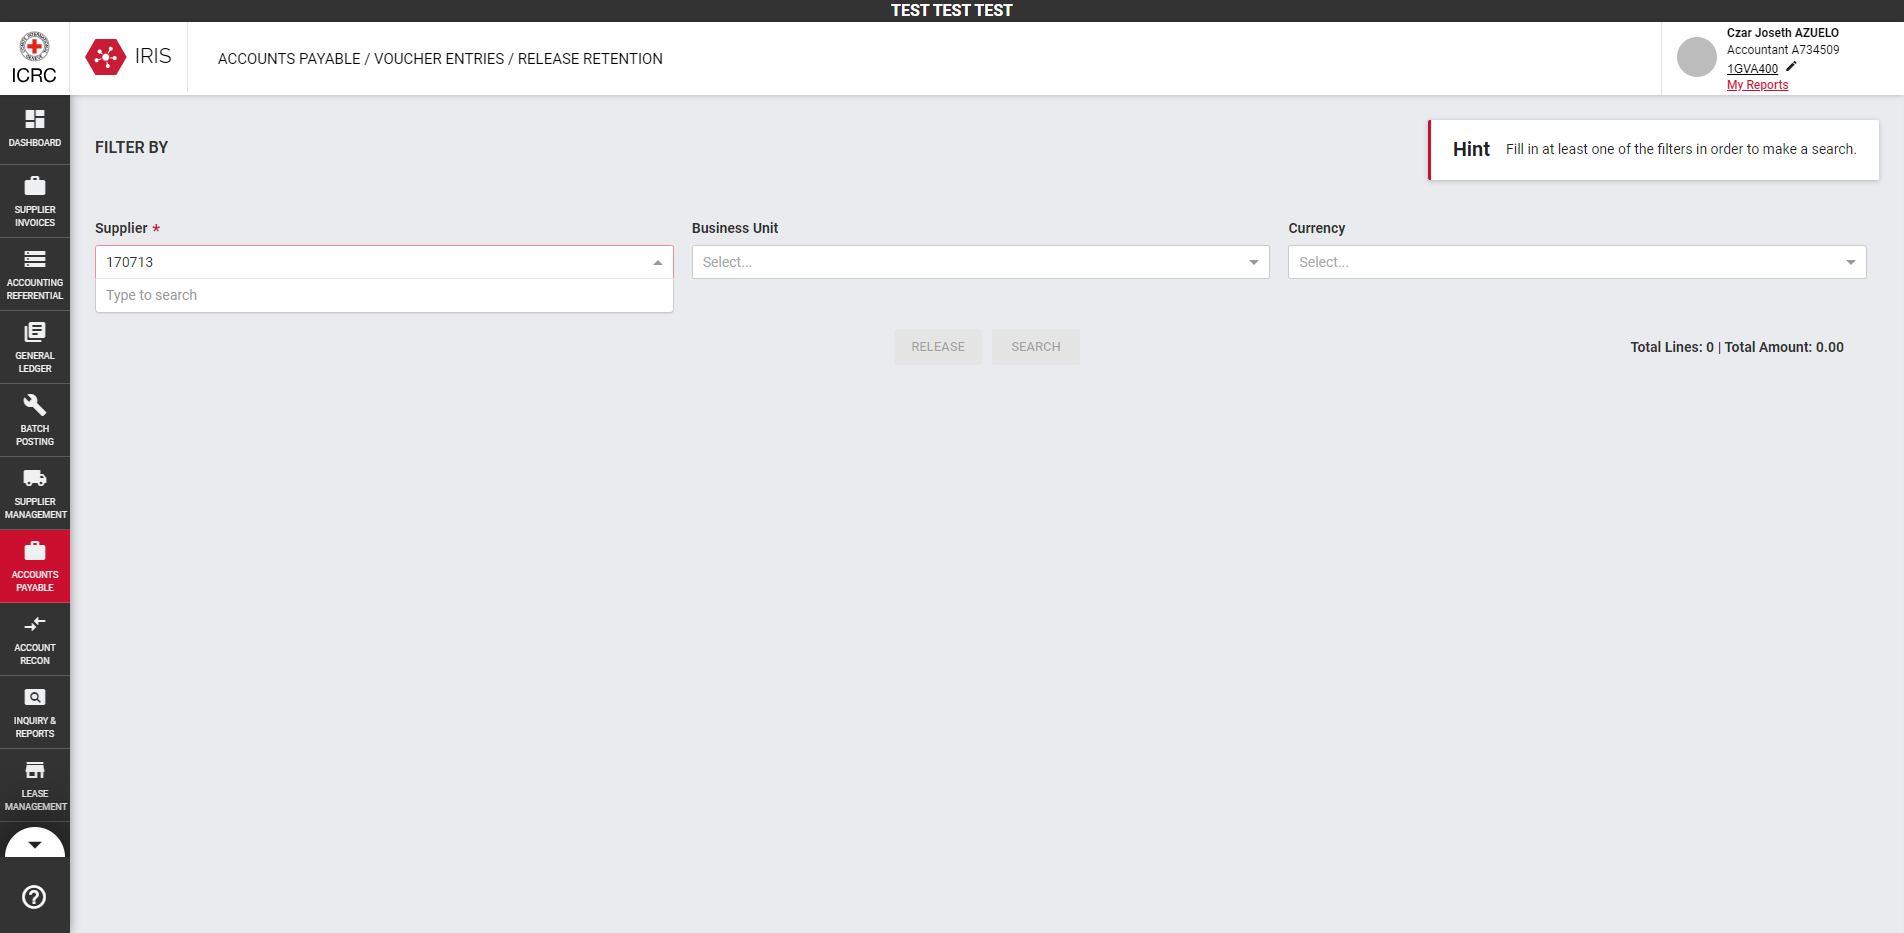 TEST TEST TEST
ICRC
IRIS
ACCOUNTS PAYABLE / VOUCHER ENTRIES / RELEASE RETENTION
Czar Joseth AZUELO
Accountant A734509
1GVA400
My Reports
DASHBOARD
SUPPLIER
INVOICES
ACCOUNTING
REFERENTIAL
GENERAL
LEDGER
BATCH
POSTING
SUPPLIER
MANAGEMENT
ACCOUNTS
PAYABLE
ACCOUNT
RECON
INQUIRY &
REPORTS
LEASE
MANAGEMENT
FILTER BY
Hint Fill in at least one of the filters in order to make a search.
Supplier *
170713
Type to search
Business Unit
Select...
Currency
Select...
RELEASE
SEARCH
Total Lines: 0 | Total Amount: 0.00